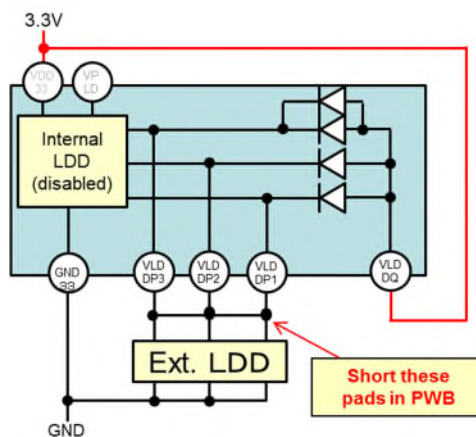 3.3V
VDD
33
VP
LD
Internal
LDD
(disabled)
GND
33
VLD
DP3
VLD
DP2
VLD
DP1
VLD
DQ
Ext. LDD
Short these
pads in PWB
GND